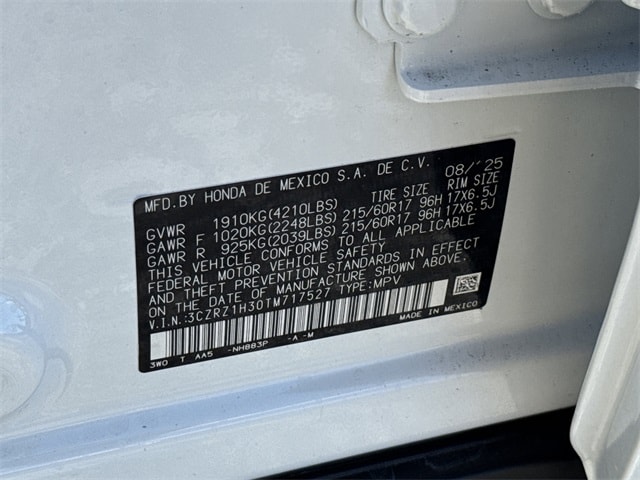 MFD.BY HONDA DE MEXICO S.A. DE C.V. 08/'25
TIRE SIZE RIM SIZE
GVWR 1910KG(4210LBS)
GAWR F 1020KG(2248LBS) 215/60R17 96H 17X6.5J
GAWR R 925KG(2039LBS) 215/60R17 96H 17X6.5J
THIS VEHICLE CONFORMS TO ALL APPLICABLE
FEDERAL MOTOR VEHICLE SAFETY
AND THEFT PREVENTION STANDARDS IN EFFECT
ON THE DATE OF MANUFACTURE SHOWN ABOVE.
V.I.N.:3CZRZ1H30TM717527 TYPE:MPV
3W0 T AA5 -NH883P -A -M
MADE IN MEXICO